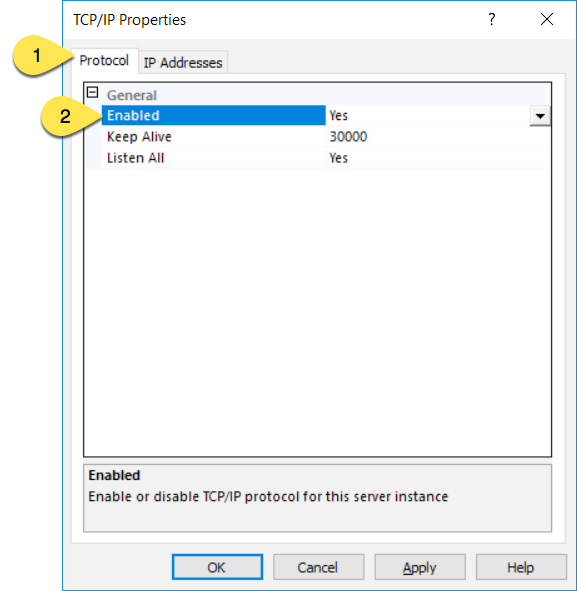 TCP/IP Properties ?
1 Protocol IP Addresses
General
2 Enabled Yes
Keep Alive 30000
Listen All Yes
Enabled
Enable or disable TCP/IP protocol for this server instance
OK Cancel Apply Help